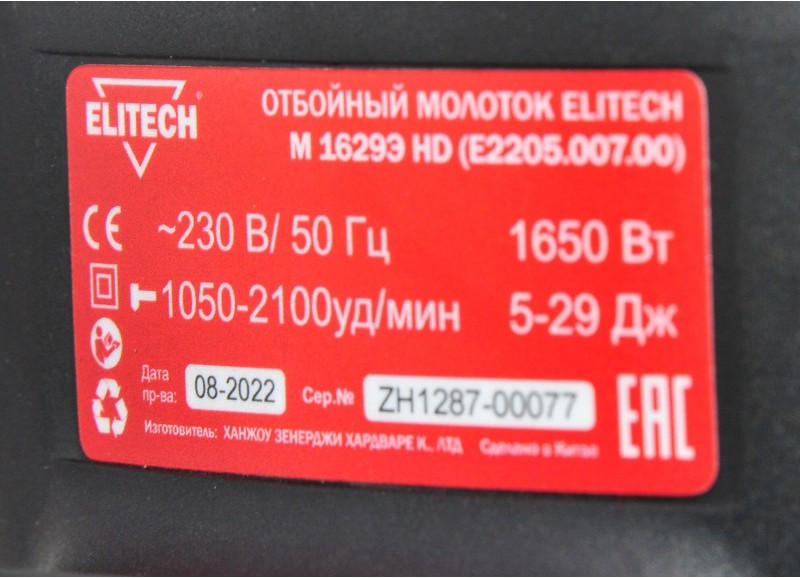 ELITECH
ОТБОЙНЫЙ МОЛОТОК ELITECH
М 1629Э HD (E2205.007.00)
CE ~230 В/ 50 Гц 1650 Вт
1050-2100уд/мин 5-29 Дж
Дата
пр-ва: 08-2022 Сер.№ ZH1287-00077
EAC
Изготовитель: ХАНЖОУ ЗЕНЕРДЖИ ХАРДВАРЕ К., ЛТД Сделано в Китае